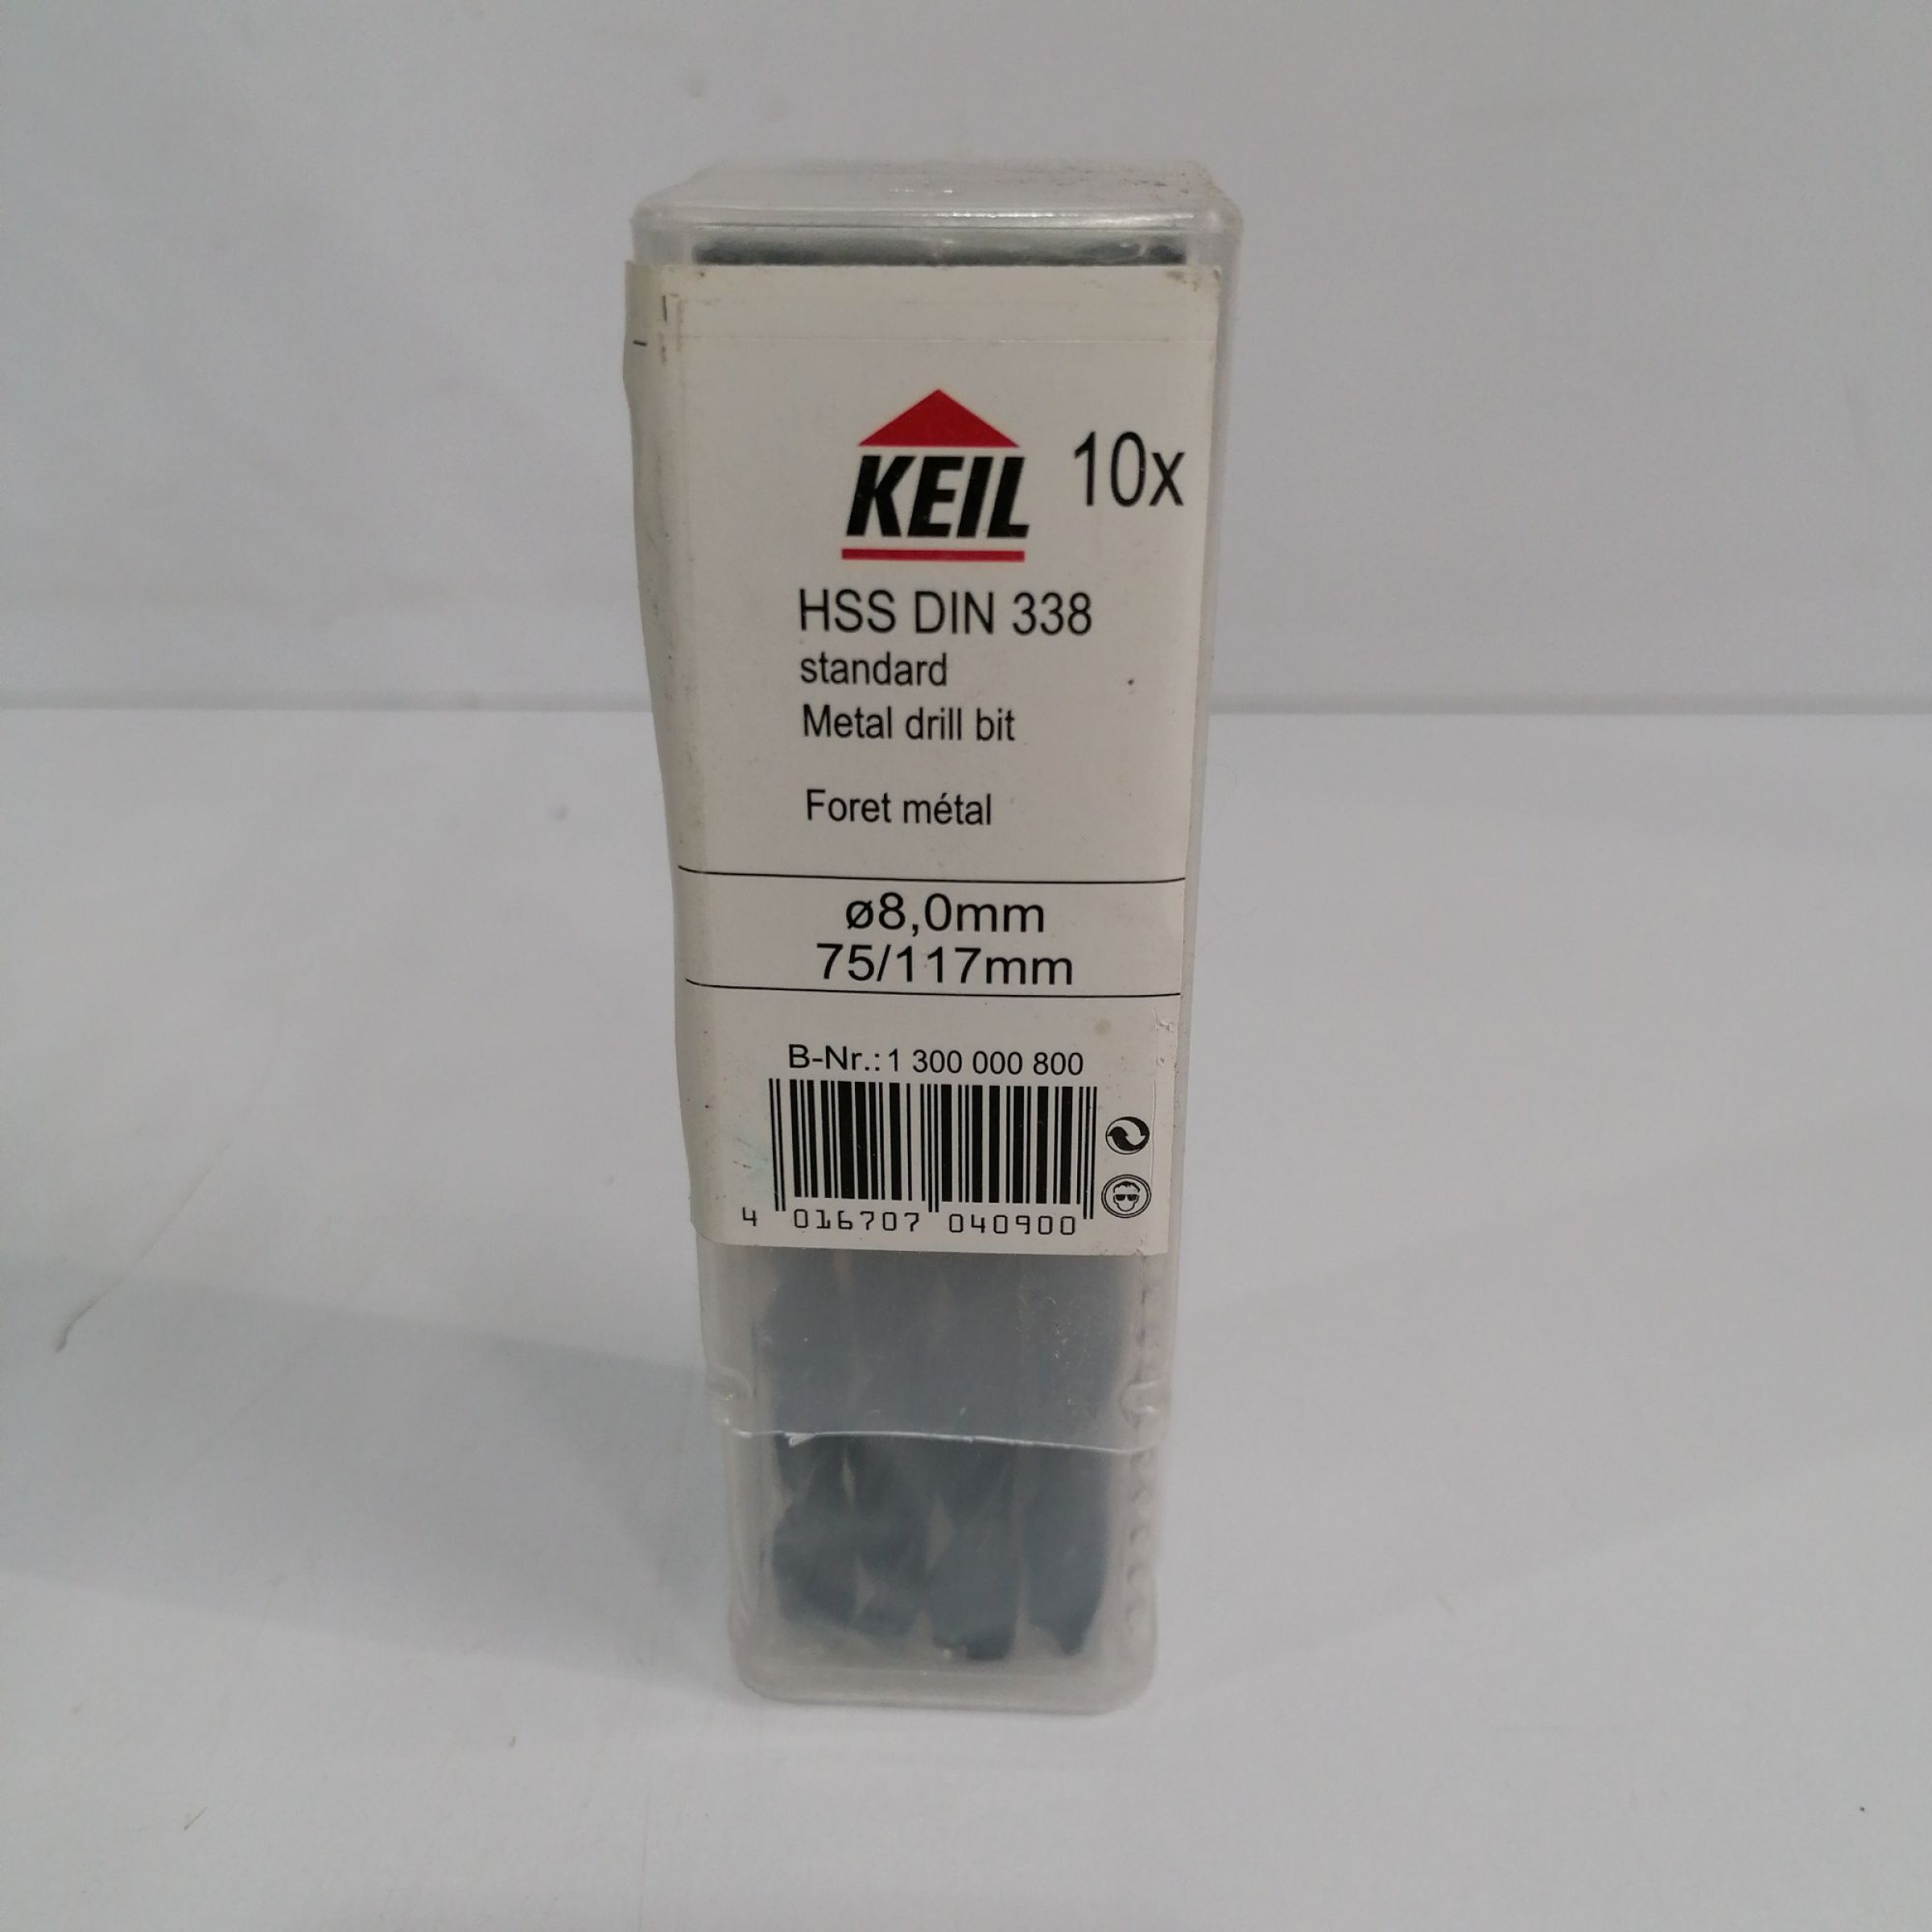 KEIL 10x
HSS DIN 338
standard
Metal drill bit
Foret métal
ø8,0mm
75/117mm
B-Nr.: 1 300 000 800
4 016707 040900